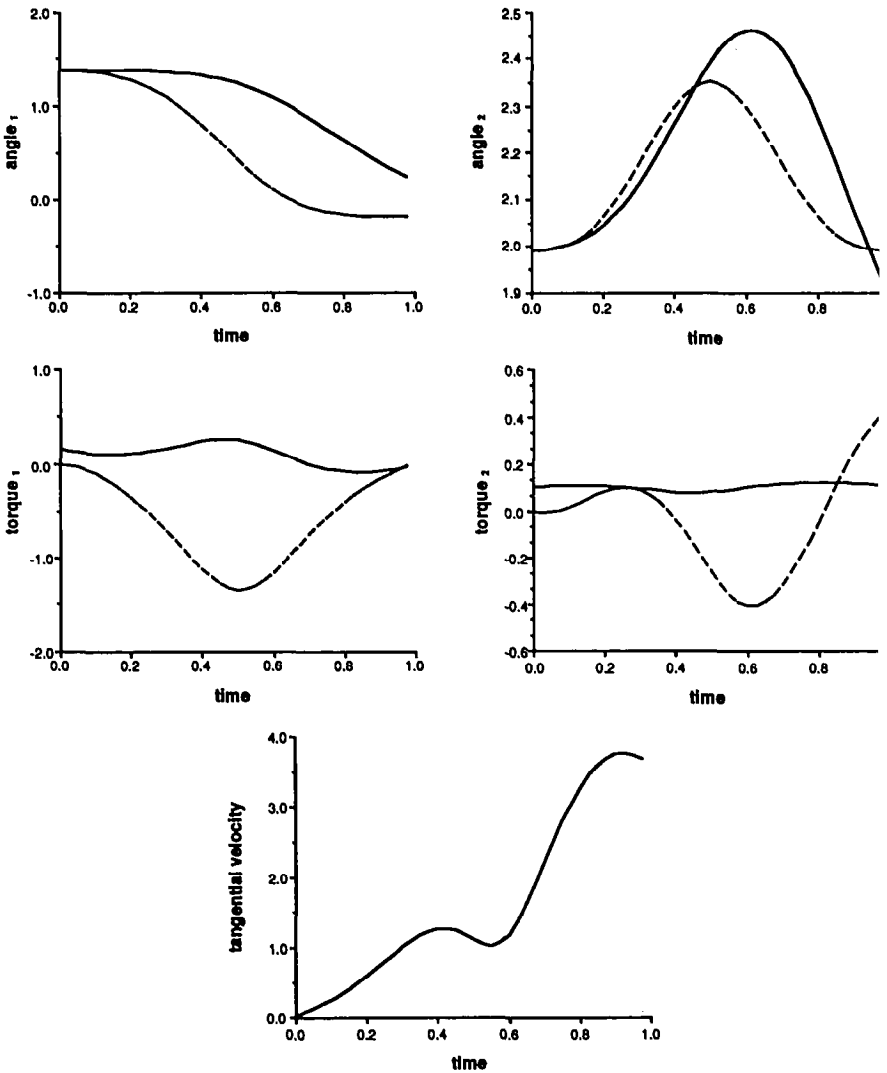 2.0
1.0
0.0
-1.0
angle 1
0.0 0.2 0.4 0.6 0.8 1.0
time
2.5
2.4
2.3
2.2
2.1
2.0
1.9
angle 2
0.0 0.2 0.4 0.6 0.8
time
1.0
0.0
-1.0
-2.0
torque 1
0.0 0.2 0.4 0.6 0.8 1.0
time
0.6
0.4
0.2
0.0
-0.2
-0.4
-0.6
torque 2
0.0 0.2 0.4 0.6 0.8
time
4.0
3.0
2.0
1.0
0.0
tangential velocity
0.0 0.2 0.4 0.6 0.8 1.0
time